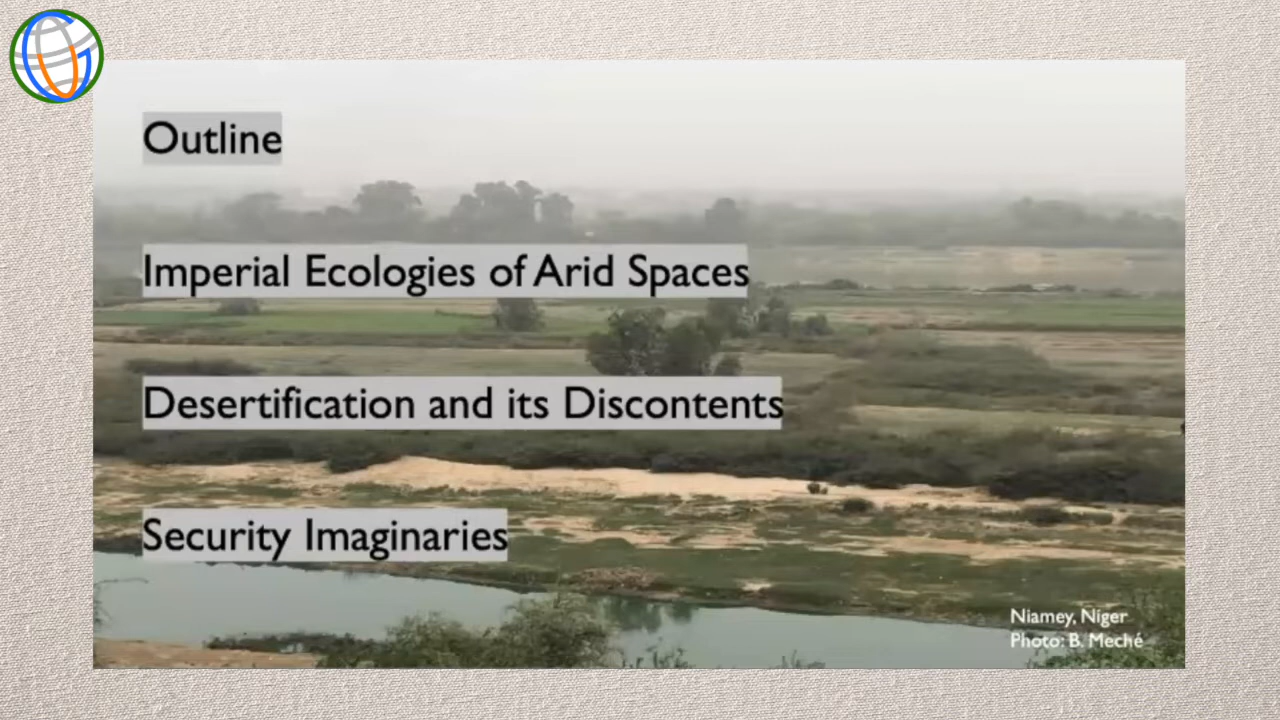 Outline
Imperial Ecologies of Arid Spaces
Desertification and its Discontents
Security Imaginaries
Niamey, Niger
Photo: B. Meché